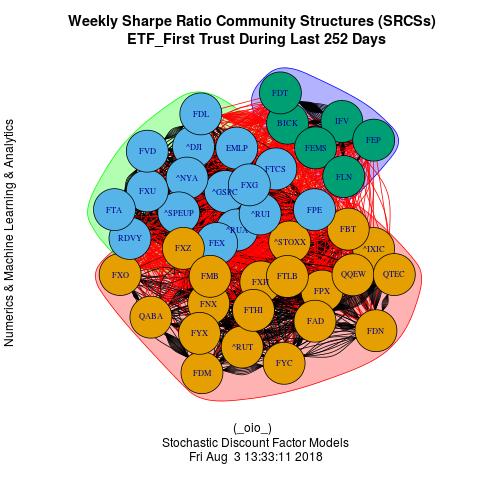 Weekly Sharpe Ratio Community Structures (SRCSs)
ETF_First Trust During Last 252 Days
Numerics & Machine Learning & Analytics
FDT
FDL
BICK
IFV
FEP
^DJI
EMLP
FEMS
FVD
FTCS
^NYA
FLN
FXU
^GSPC
FXG
FTA
^SPEUP
^RUI
FPE
RDVY
^RUA
FBT
FEX
^STOXX
FXZ
^IXIC
FXO
FMB
FXH
FTLB
QQEW
QTEC
FPX
FNX
FTHI
QABA
FAD
FYX
FDN
^RUT
FYC
FDM
(_oIo_)
Stochastic Discount Factor Models
Fri Aug  3 13:33:11 2018